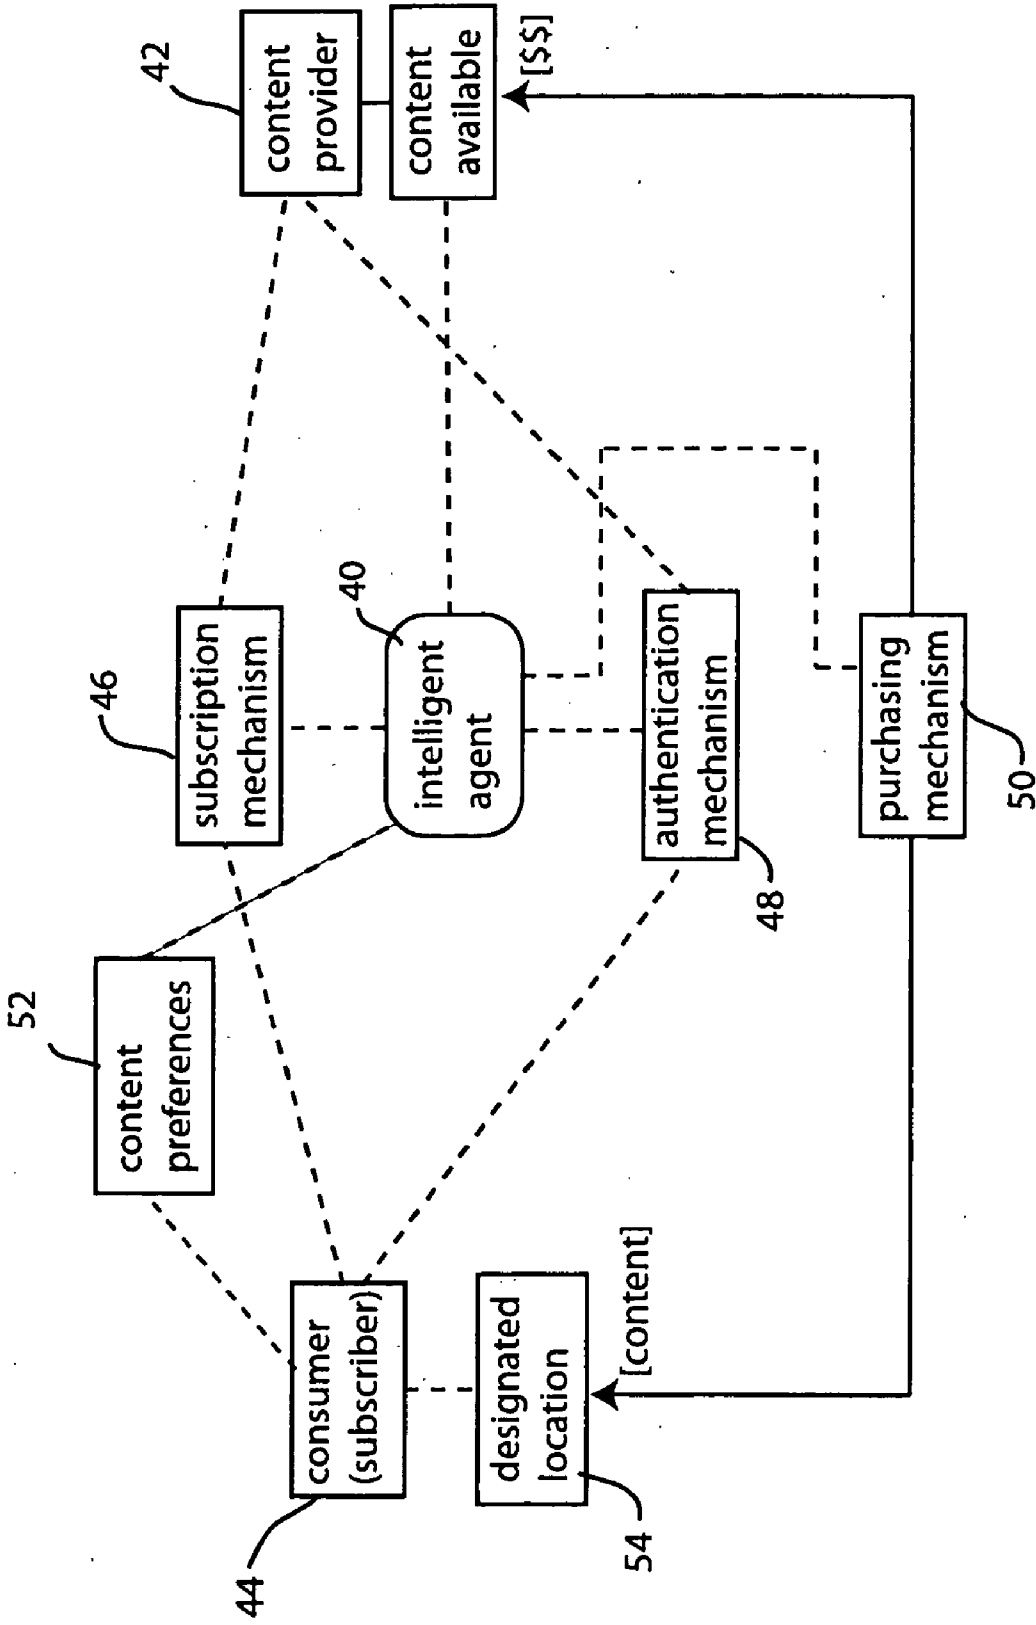 52
content
preferences
46
subscription
mechanism
42
content
provider
content
available
[$$]
40
intelligent
agent
44
consumer
(subscriber)
designated
location
54
[content]
authentication
mechanism
48
purchasing
mechanism
50